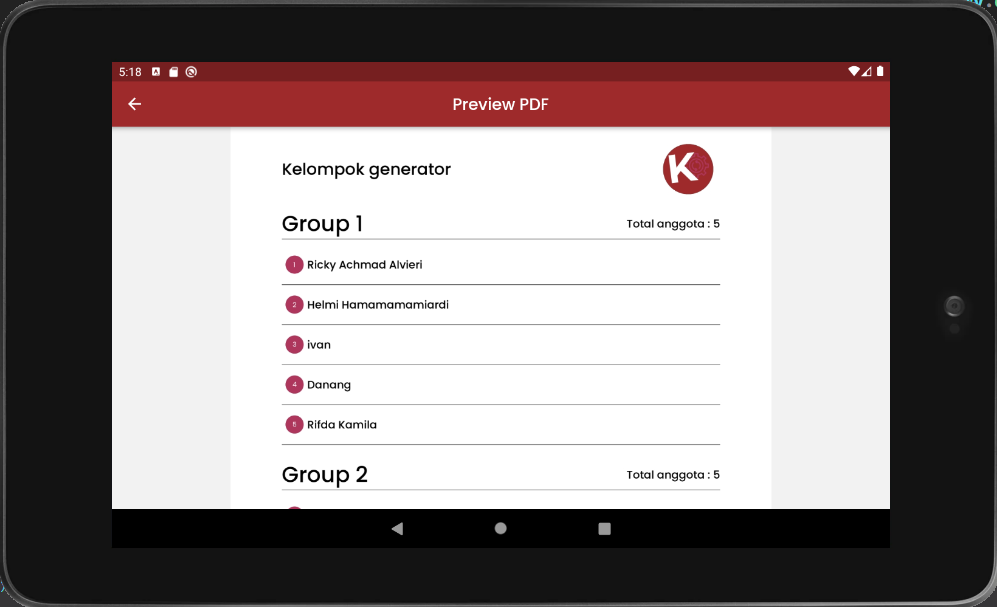 5:18
Preview PDF
Kelompok generator
K
Group 1 Total anggota : 5
1 Ricky Achmad Alvieri
2 Helmi Hamamamamiardi
3 ivan
4 Danang
5 Rifda Kamila
Group 2 Total anggota : 5